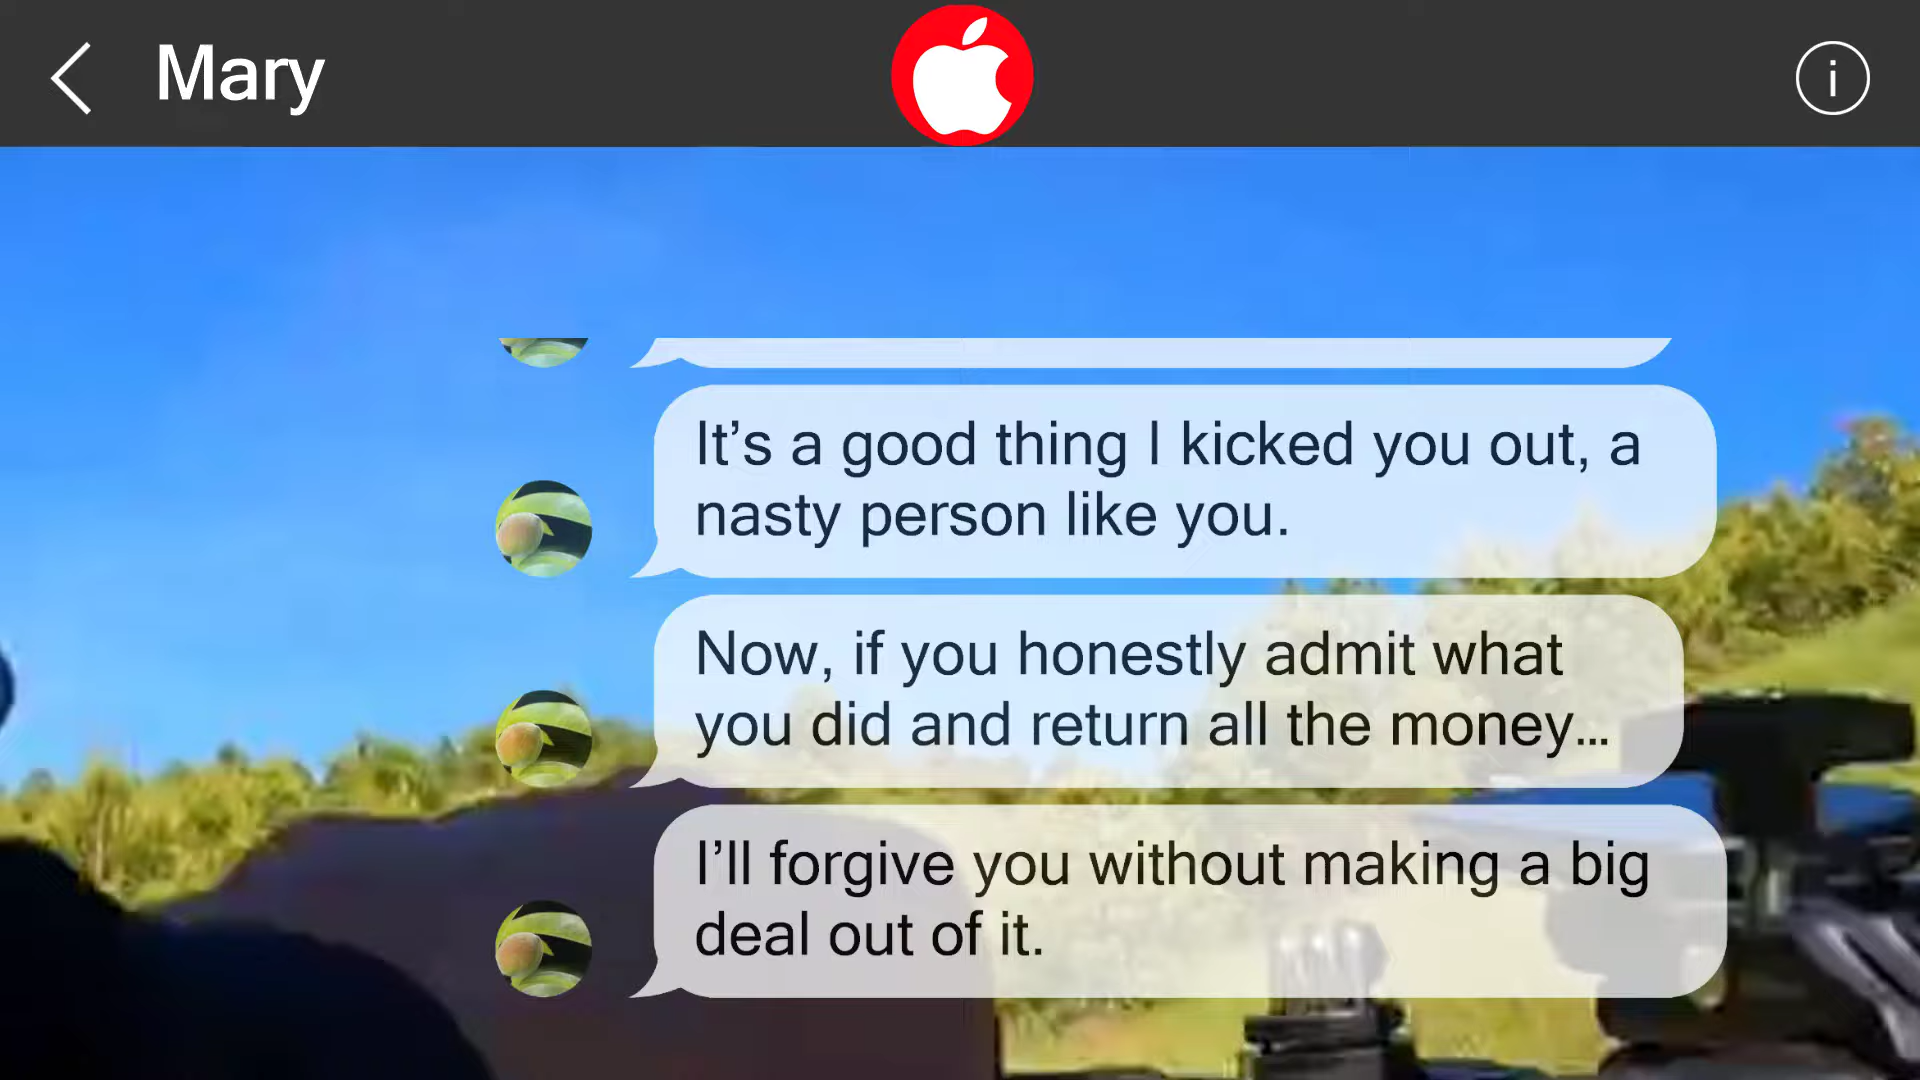 Mary
It’s a good thing I kicked you out, a
nasty person like you.
Now, if you honestly admit what
you did and return all the money...
I’ll forgive you without making a big
deal out of it.